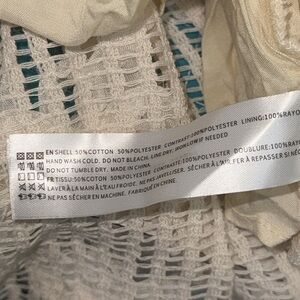 EN SHELL: 50%COTTON 50%POLYESTER CONTRAST:100%POLYESTER LINING:100%RAYO
HAND WASH COLD. DO NOT BLEACH. LINE DRY. IRON LOW IF NEEDED
DO NOT TUMBLE DRY. MADE IN CHINA
FR TISSU:50%COTON 50%POLYESTER CONTRASTE:100%POLYESTER DOUBLURE:100%RAYO
LAVER À LA MAIN À L'EAU FROIDE. NE PAS JAVELLISER. SÉCHER À L'AIR.FER À REPASSER SI NÉC
NE PAS SÉCHER EN MACHINE. FABRIQUÉ EN CHINE.